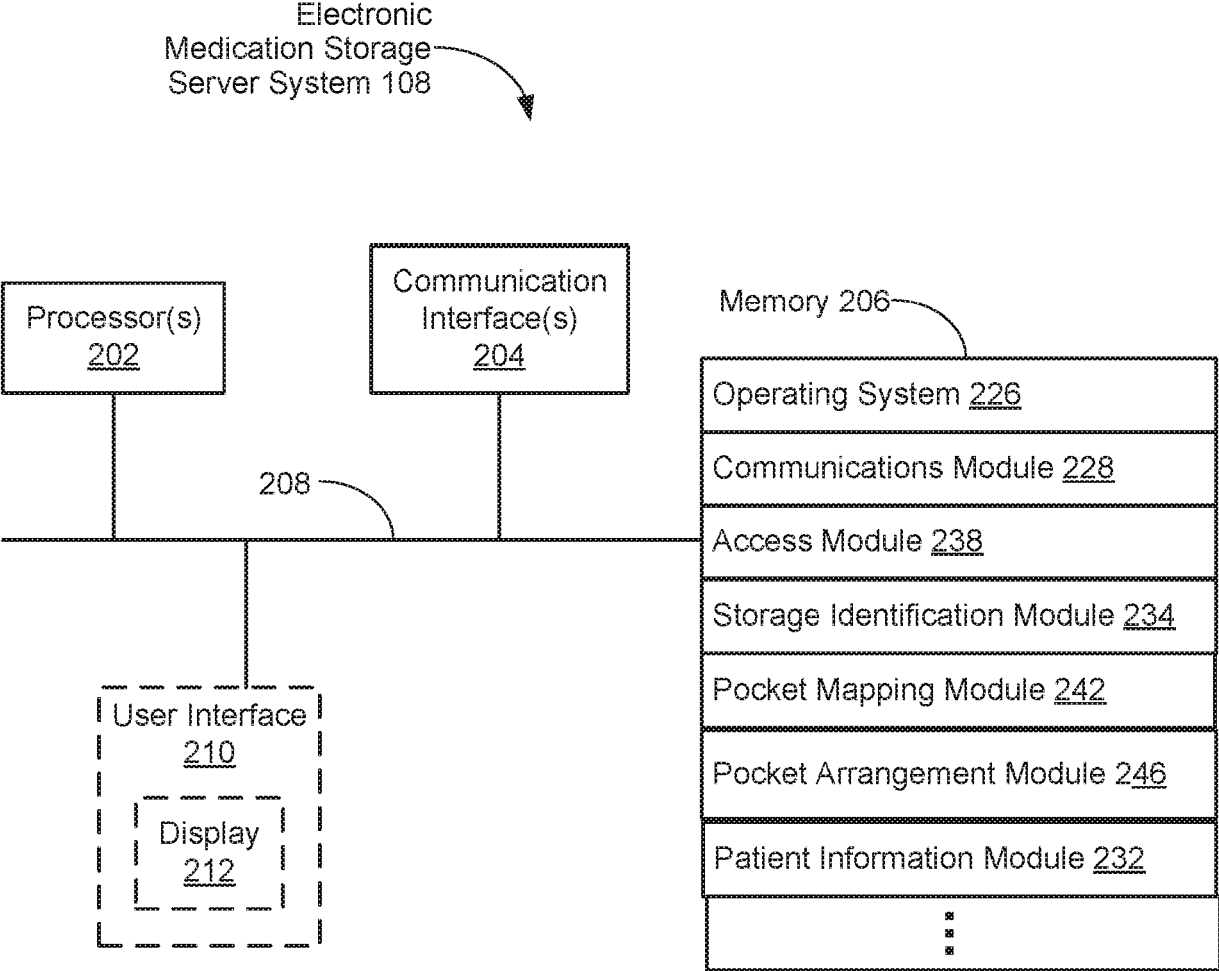 Electronic
Medication Storage
Server System 108
Processor(s)
202
Communication
Interface(s)
204
Memory 206
Operating System 226
Communications Module 228
208
Access Module 238
Storage Identification Module 234
Pocket Mapping Module 242
User Interface
210
Pocket Arrangement Module 246
Display
212
Patient Information Module 232